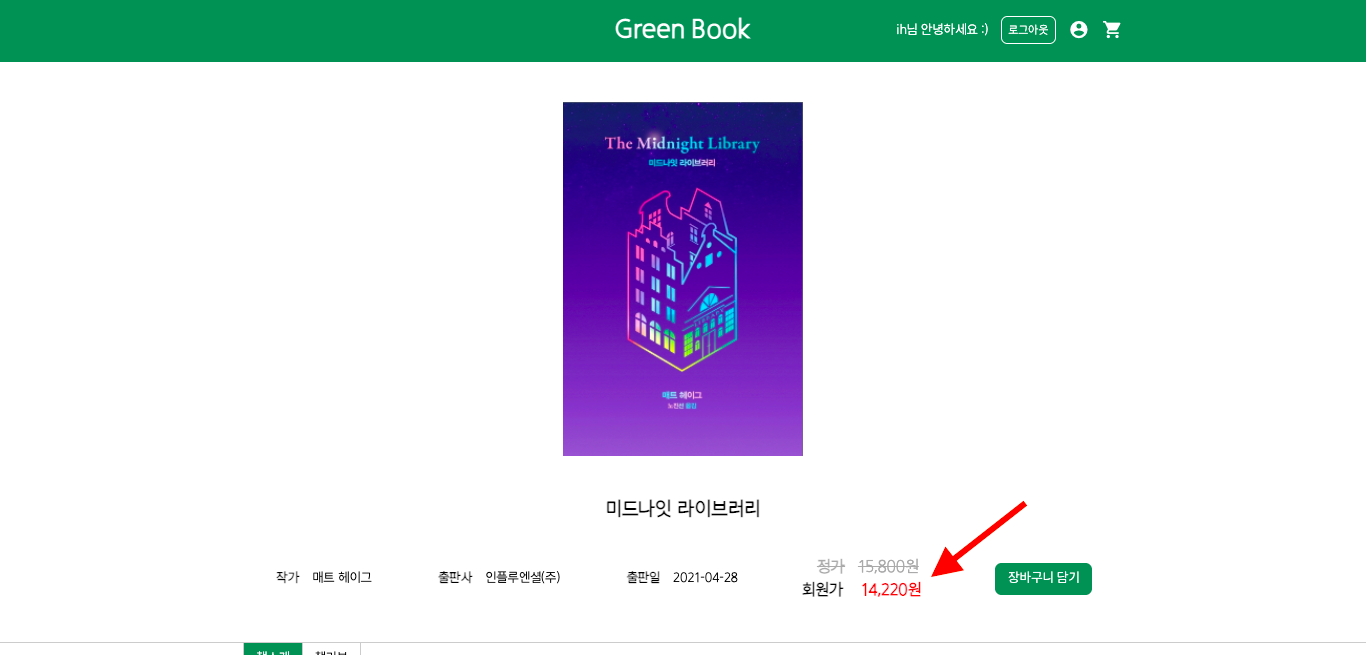 Green Book
ih님 안녕하세요 :)
로그아웃
The Midnight Library
미드나잇 라이브러리
매트 헤이그
노진선 옮김
미드나잇 라이브러리
작가 매트 헤이그
출판사 인플루엔셜(주)
출판일 2021-04-28
정가 15,800원
회원가 14,220원
장바구니 담기